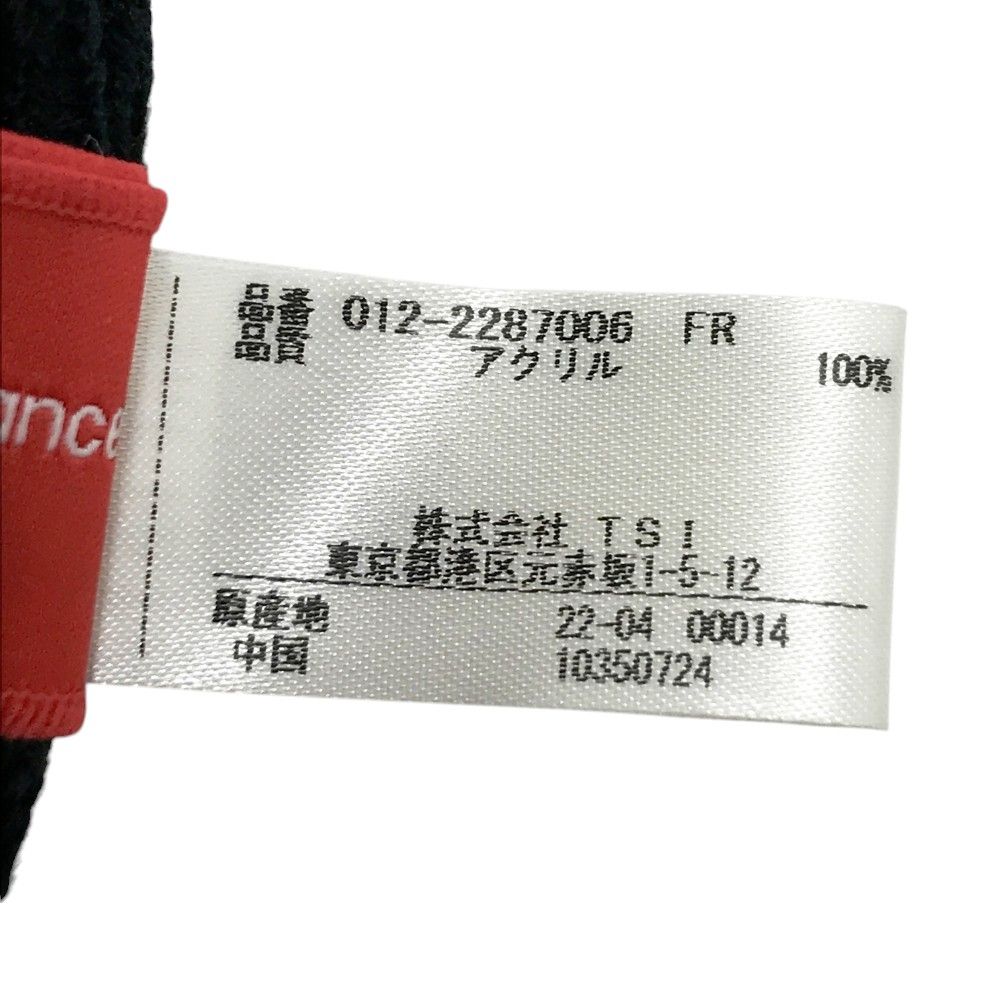 品番 012-2287006 FR
アクリル 100%
株式会社 TSI
東京都港区元赤坂1-5-12
原産地 22-04 00014
中国 10350724
ance